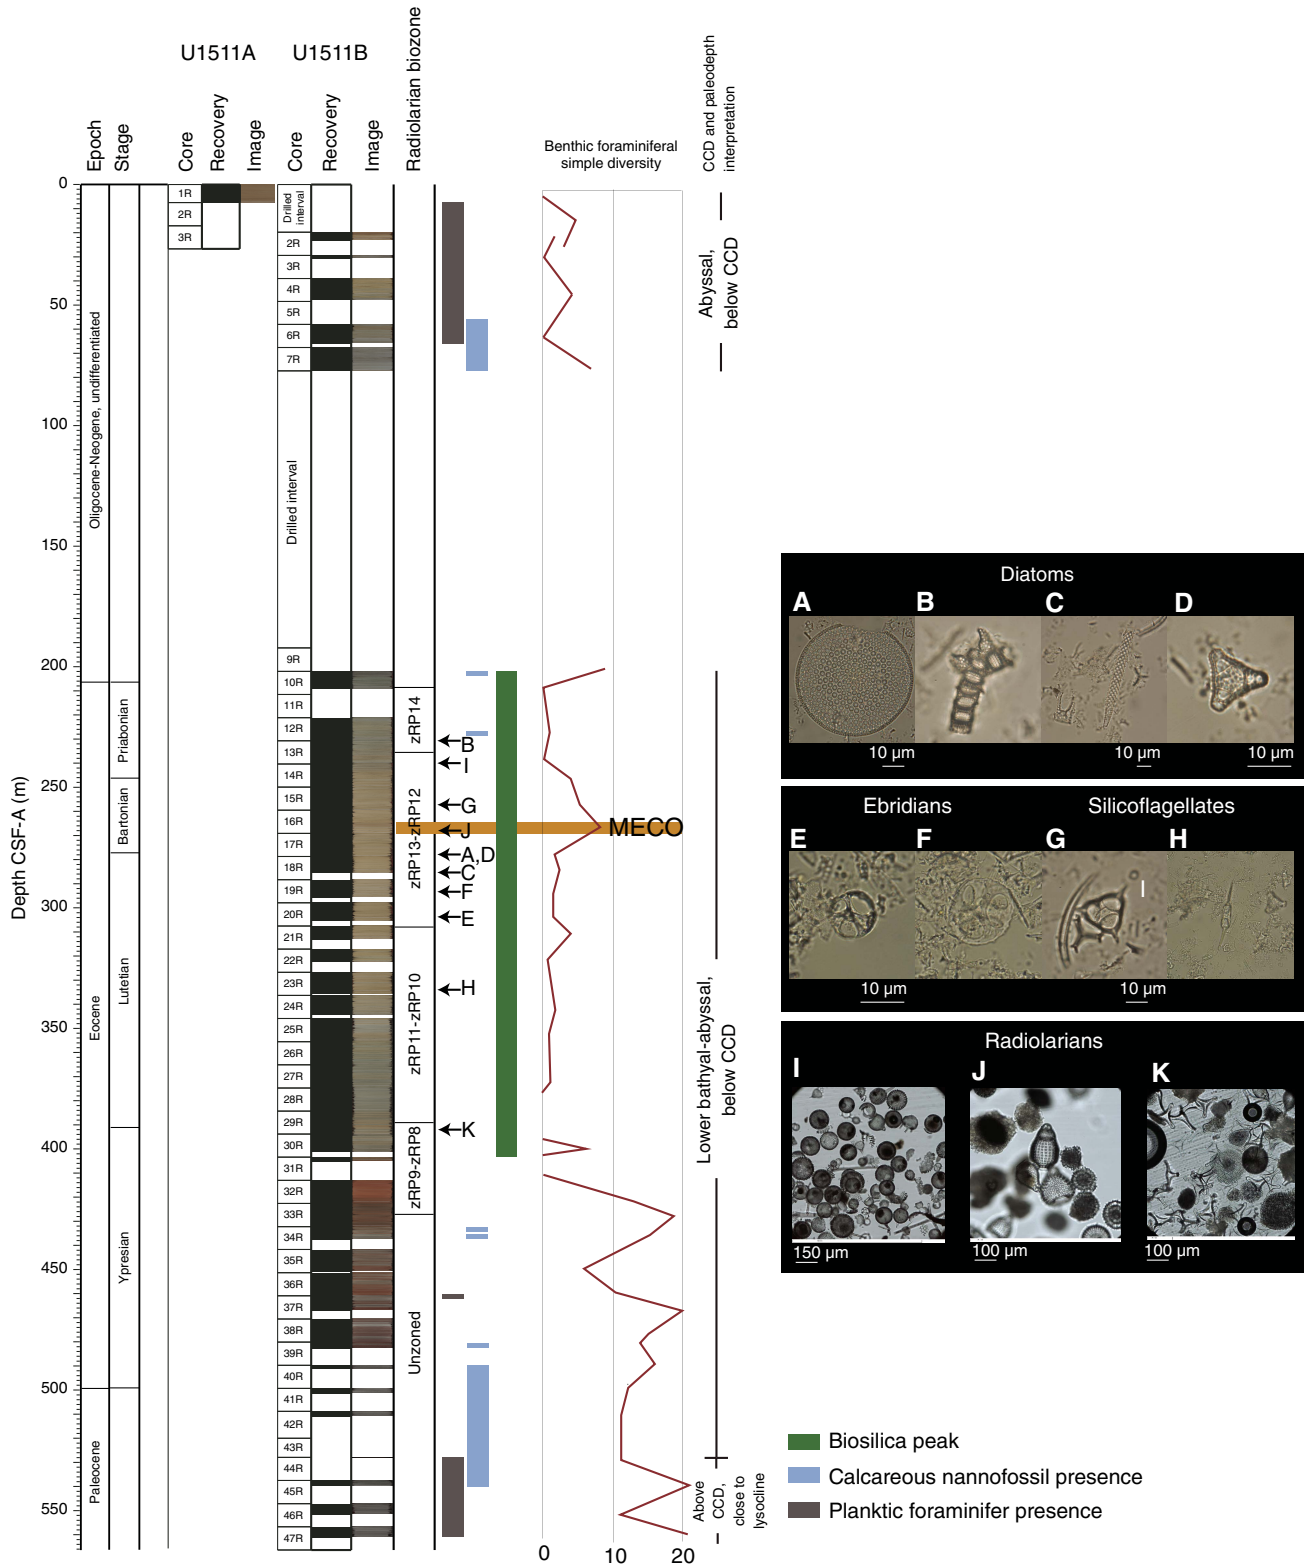 U1511A
U1511B
Epoch
Stage
Core
Recovery
Image
Core
Recovery
Image
Radiolarian biozone
Benthic foraminiferal
simple diversity
CCD and paleodepth
interpretation
Depth CSF-A (m)
0
50
100
150
200
250
300
350
400
450
500
550
Oligocene-Neogene, undifferentiated
Eocene
Paleocene
Priabonian
Bartonian
Lutetian
Ypresian
1R
2R
3R
Drilled
interval
2R
3R
4R
5R
6R
7R
Drilled interval
9R
10R
11R
12R
13R
14R
15R
16R
17R
18R
19R
20R
21R
22R
23R
24R
25R
26R
27R
28R
29R
30R
31R
32R
33R
34R
35R
36R
37R
38R
39R
40R
41R
42R
43R
44R
45R
46R
47R
zRP14
zRP13-zRP12
zRP11-zRP10
zRP9-zRP8
Unzoned
B
I
G
J
A,D
C
F
E
H
K
MECO
0
10
20
Abyssal,
below CCD
Lower bathyal-abyssal,
below CCD
Above
CCD,
close to
lysocline
Diatoms
A
B
C
D
10 µm
10 µm
10 µm
Ebridians
Silicoflagellates
E
F
G
H
I
10 µm
10 µm
Radiolarians
I
J
K
150 µm
100 µm
100 µm
Biosilica peak
Calcareous nannofossil presence
Planktic foraminifer presence